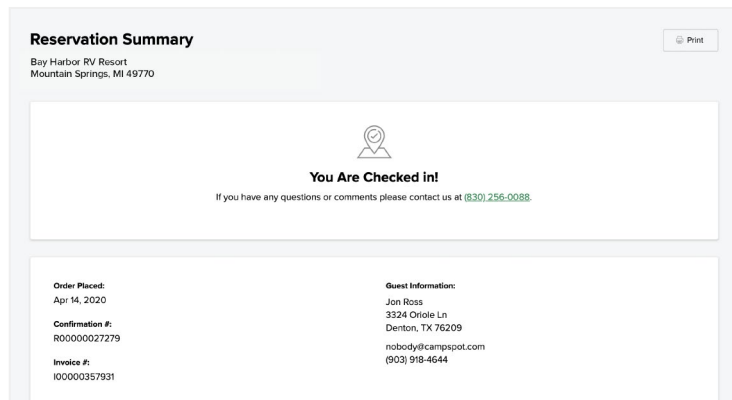 Reservation Summary
Print
Bay Harbor RV Resort
Mountain Springs, MI 49770
You Are Checked in!
If you have any questions or comments please contact us at (830) 256-0088.
Order Placed:
Apr 14, 2020
Confirmation #:
R00000027279
Invoice #:
I00000357931
Guest Information:
Jon Ross
3324 Oriole Ln
Denton, TX 76209
nobody@campspot.com
(903) 918-4644